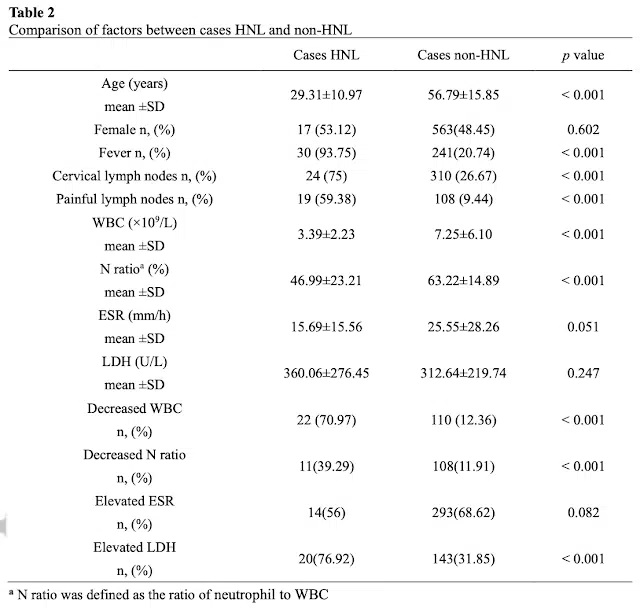 Table 2
Comparison of factors between cases HNL and non-HNL
Cases HNL Cases non-HNL p value
Age (years)
mean ±SD 29.31±10.97 56.79±15.85 < 0.001
Female n, (%) 17 (53.12) 563(48.45) 0.602
Fever n, (%) 30 (93.75) 241(20.74) < 0.001
Cervical lymph nodes n, (%) 24 (75) 310 (26.67) < 0.001
Painful lymph nodes n, (%) 19 (59.38) 108 (9.44) < 0.001
WBC (×10⁹/L)
mean ±SD 3.39±2.23 7.25±6.10 < 0.001
N ratioᵃ (%)
mean ±SD 46.99±23.21 63.22±14.89 < 0.001
ESR (mm/h)
mean ±SD 15.69±15.56 25.55±28.26 0.051
LDH (U/L)
mean ±SD 360.06±276.45 312.64±219.74 0.247
Decreased WBC
n, (%) 22 (70.97) 110 (12.36) < 0.001
Decreased N ratio
n, (%) 11(39.29) 108(11.91) < 0.001
Elevated ESR
n, (%) 14(56) 293(68.62) 0.082
Elevated LDH
n, (%) 20(76.92) 143(31.85) < 0.001
ᵃ N ratio was defined as the ratio of neutrophil to WBC